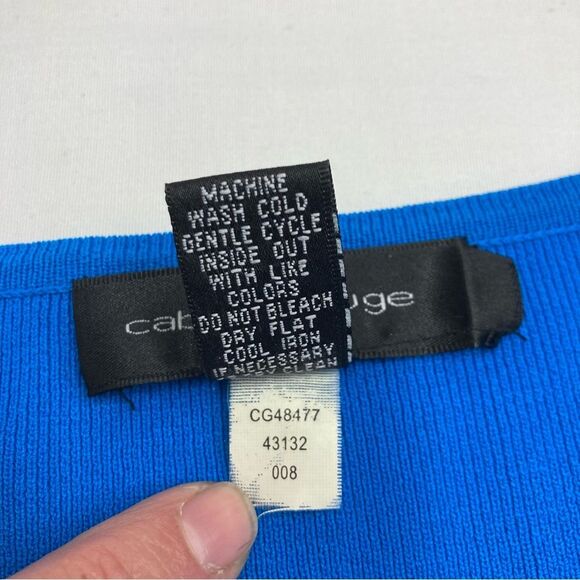 MACHINE
WASH COLD
GENTLE CYCLE
INSIDE OUT
WITH LIKE
COLORS
DO NOT BLEACH
DRY FLAT
COOL IRON
IF NECESSARY
CLEAN
CG48477
43132
008